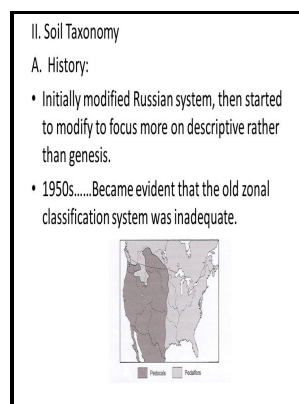 II. Soil Taxonomy
A. History:
• Initially modified Russian system, then started
to modify to focus more on descriptive rather
than genesis.
• 1950s......Became evident that the old zonal
classification system was inadequate.
Pedocals Pedalfers